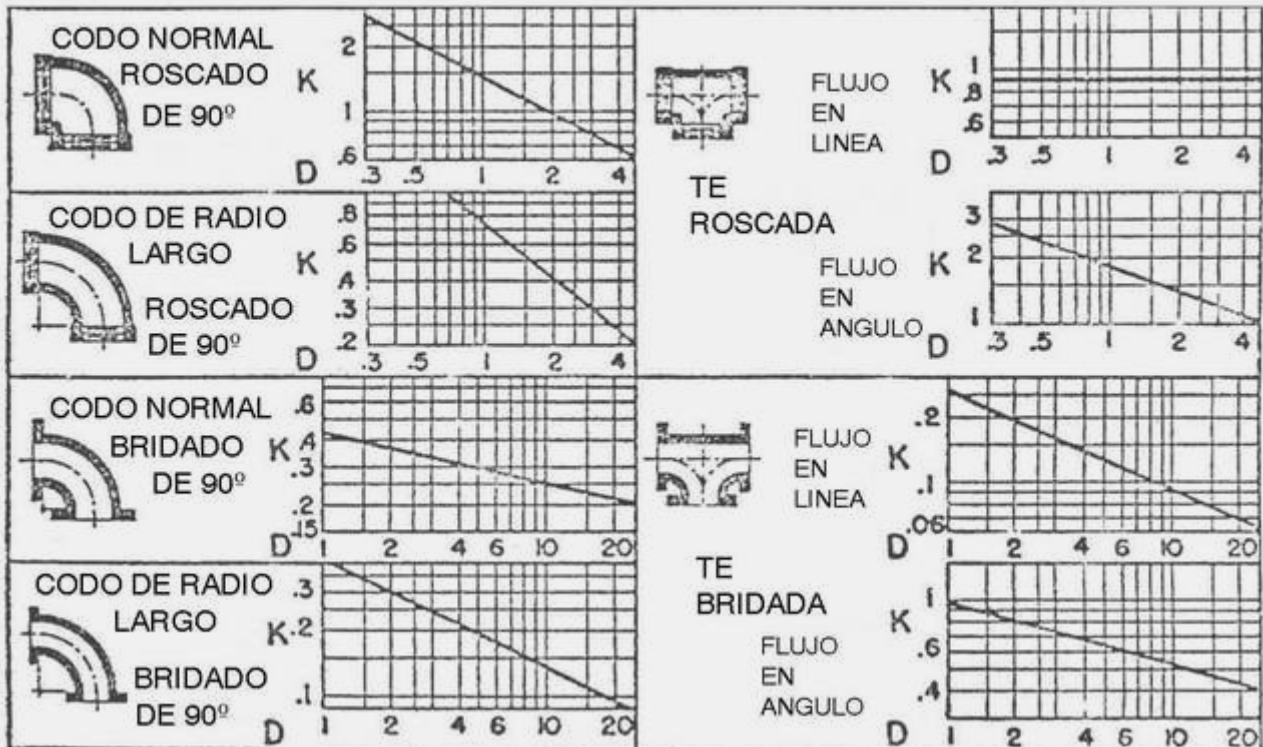 CODO NORMAL
ROSCADO
DE 90º
K
2
1
.6
D
.3 .5 1 2 4
FLUJO
EN
LINEA
K
1
.8
.6
D
.3 .5 1 2 4
CODO DE RADIO
LARGO
ROSCADO
DE 90º
K
.8
.6
.4
.3
.2
D
.3 .5 1 2 4
TE
ROSCADA
FLUJO
EN
ANGULO
K
3
2
1
D
.3 .5 1 2 4
CODO NORMAL
BRIDADO
DE 90º
K
.6
.4
.3
.2
.15
D
1 2 4 6 10 20
FLUJO
EN
LINEA
K
.2
.1
.06
D
1 2 4 6 10 20
CODO DE RADIO
LARGO
BRIDADO
DE 90º
K
.3
.2
.1
D
1 2 4 6 10 20
TE
BRIDADA
FLUJO
EN
ANGULO
K
1
.6
.4
D
1 2 4 6 10 20